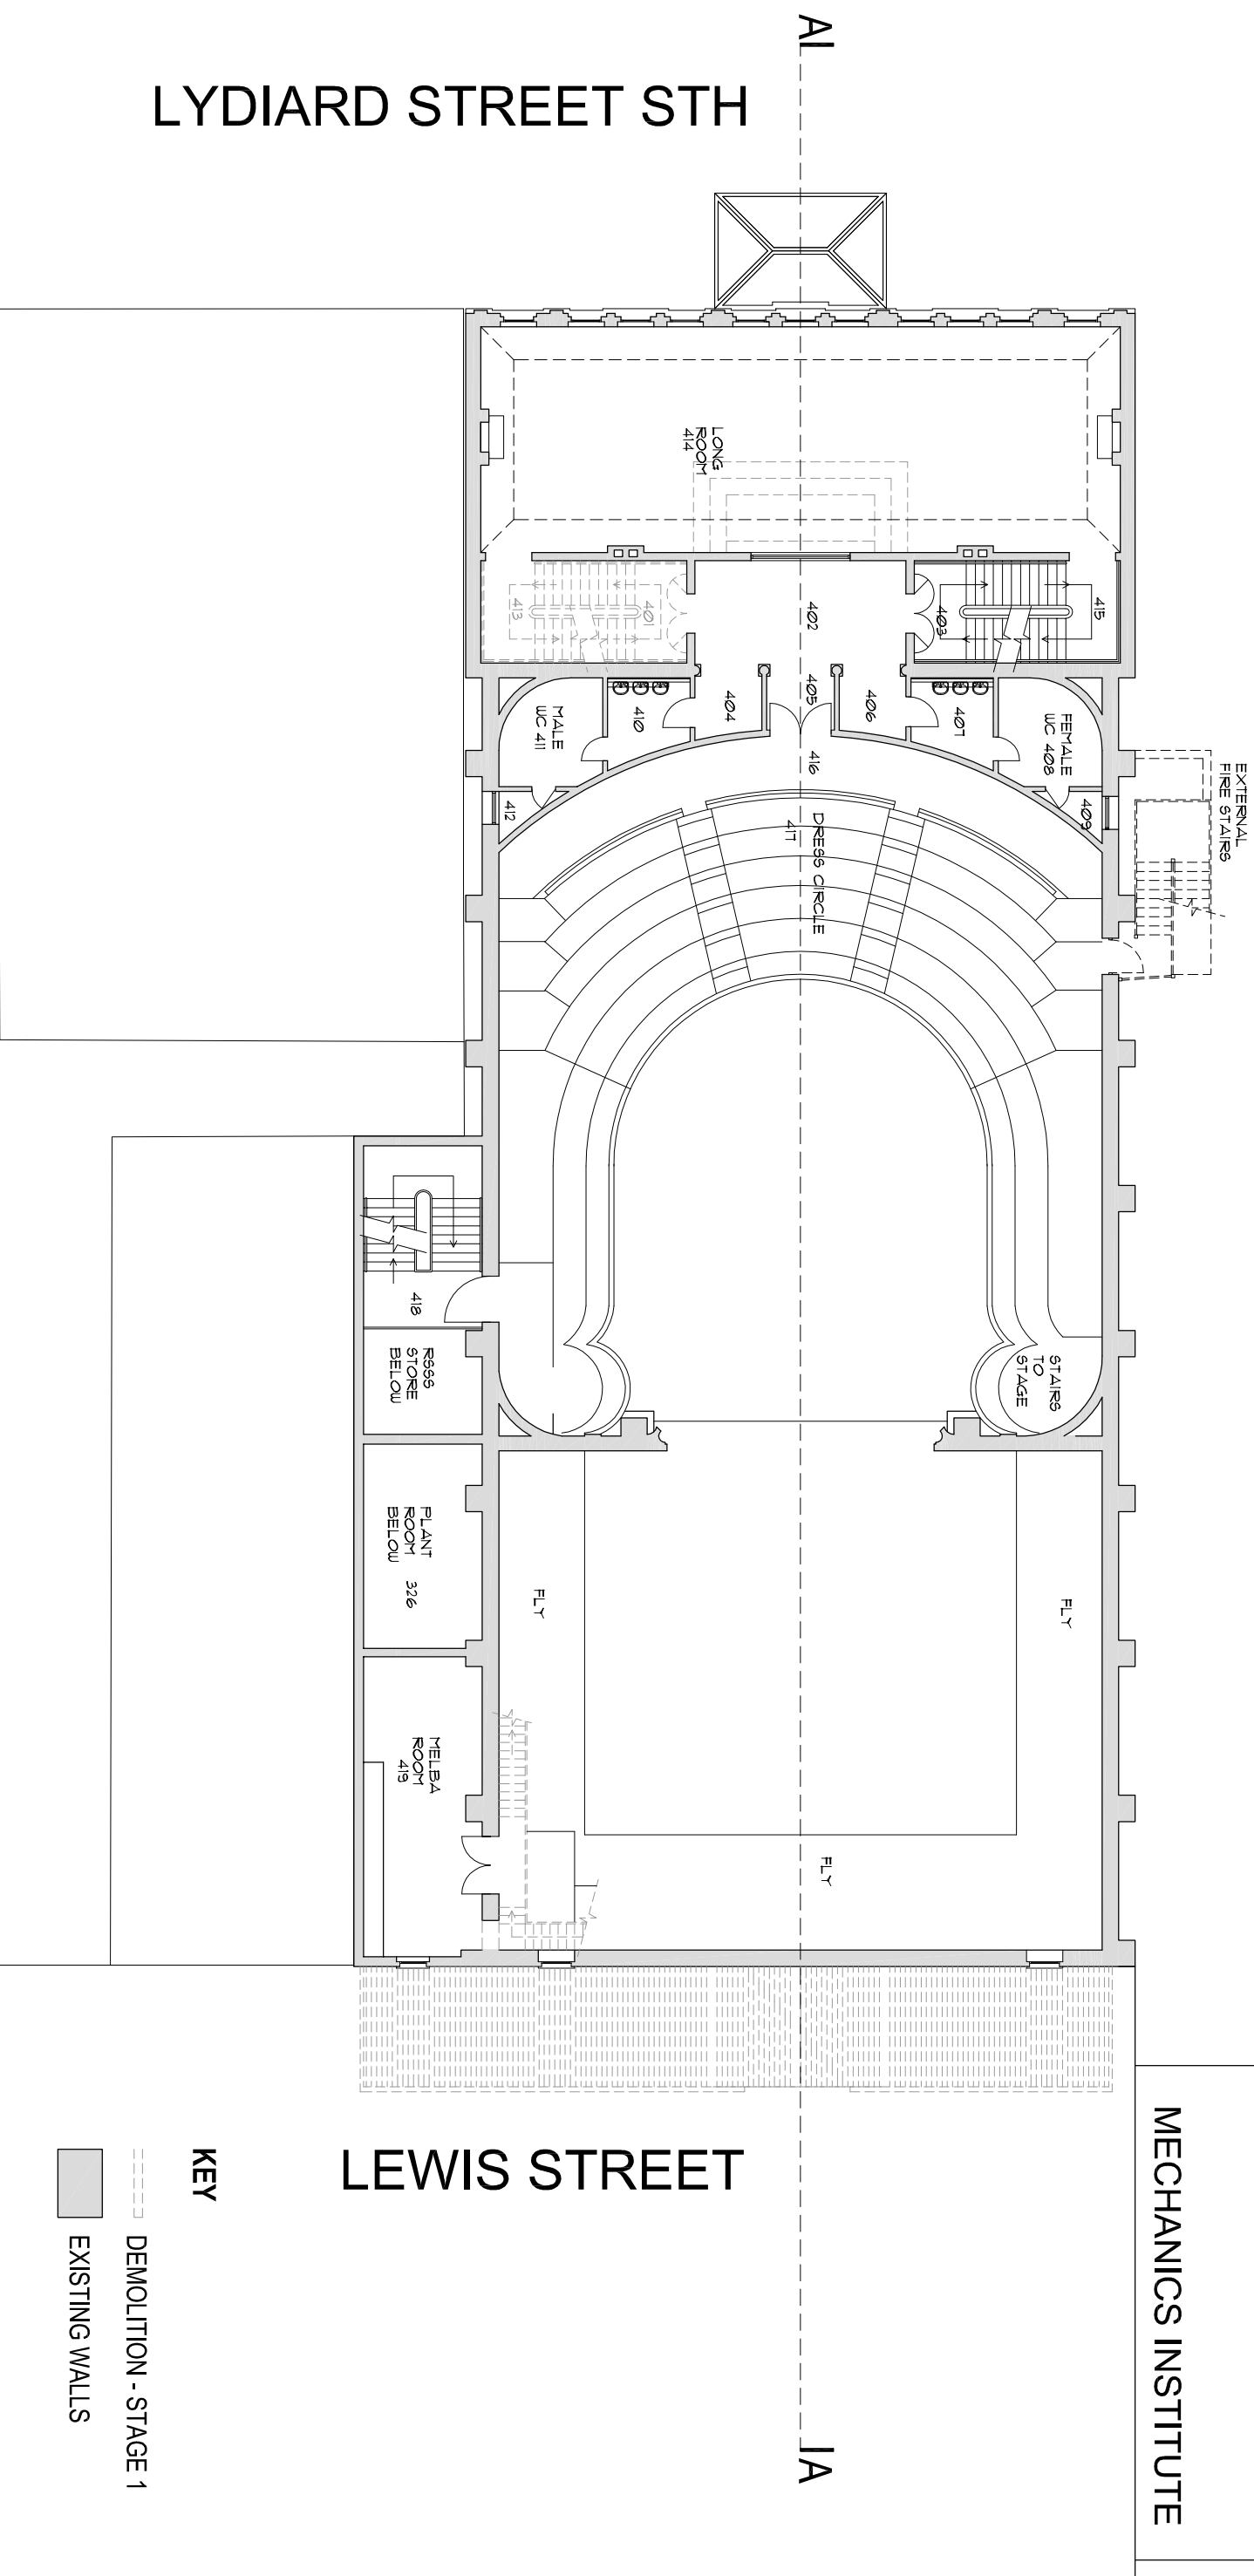 A
LYDIARD STREET STH
LONG
ROOM
414
413
401
402
403
415
404
405
406
407
410
MALE
WC 411
FEMALE
WC 408
412
409
416
EXTERNAL
FIRE STAIRS
DRESS CIRCLE
417
418
RSSS
STORE
BELOW
STAIRS
TO
STAGE
PLANT
ROOM 326
BELOW
FLY
FLY
MELBA
ROOM
419
FLY
LEWIS STREET
MECHANICS INSTITUTE
KEY
DEMOLITION - STAGE 1
EXISTING WALLS
A